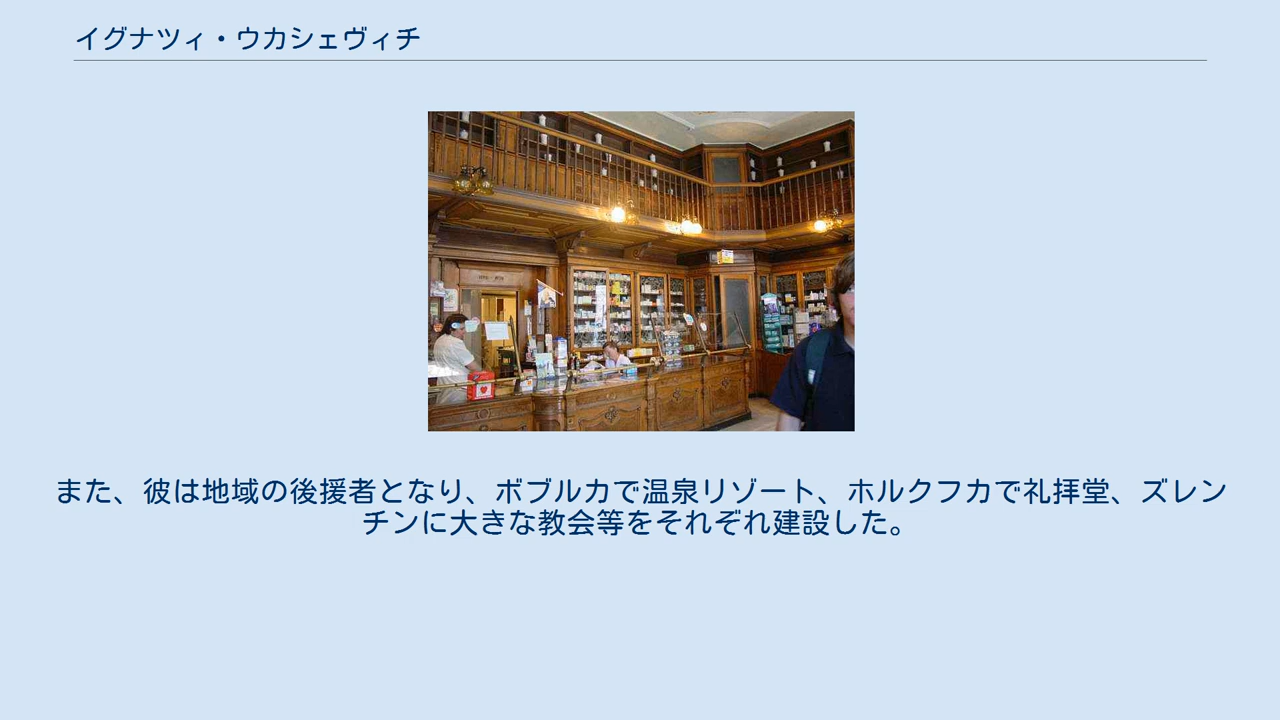 イグナツィ・ウカシェヴィチ
また、彼は地域の後援者となり、ボブルカで温泉リゾート、ホルクフカで礼拝堂、ズレン
チンに大きな教会等をそれぞれ建設した。